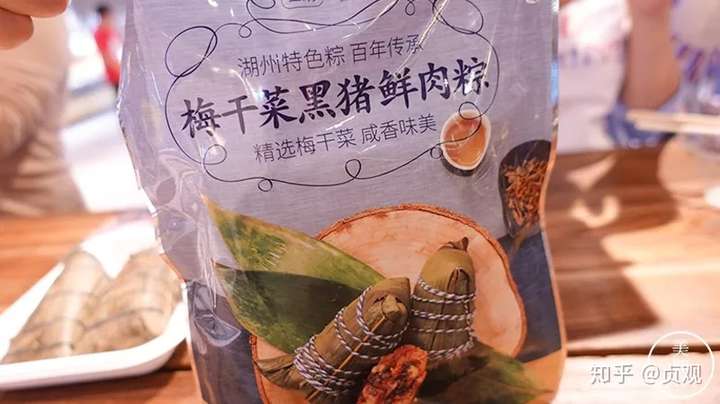 湖州特色粽 百年传承
梅干菜黑猪鲜肉粽
精选梅干菜 咸香味美
美
知乎 @贞观